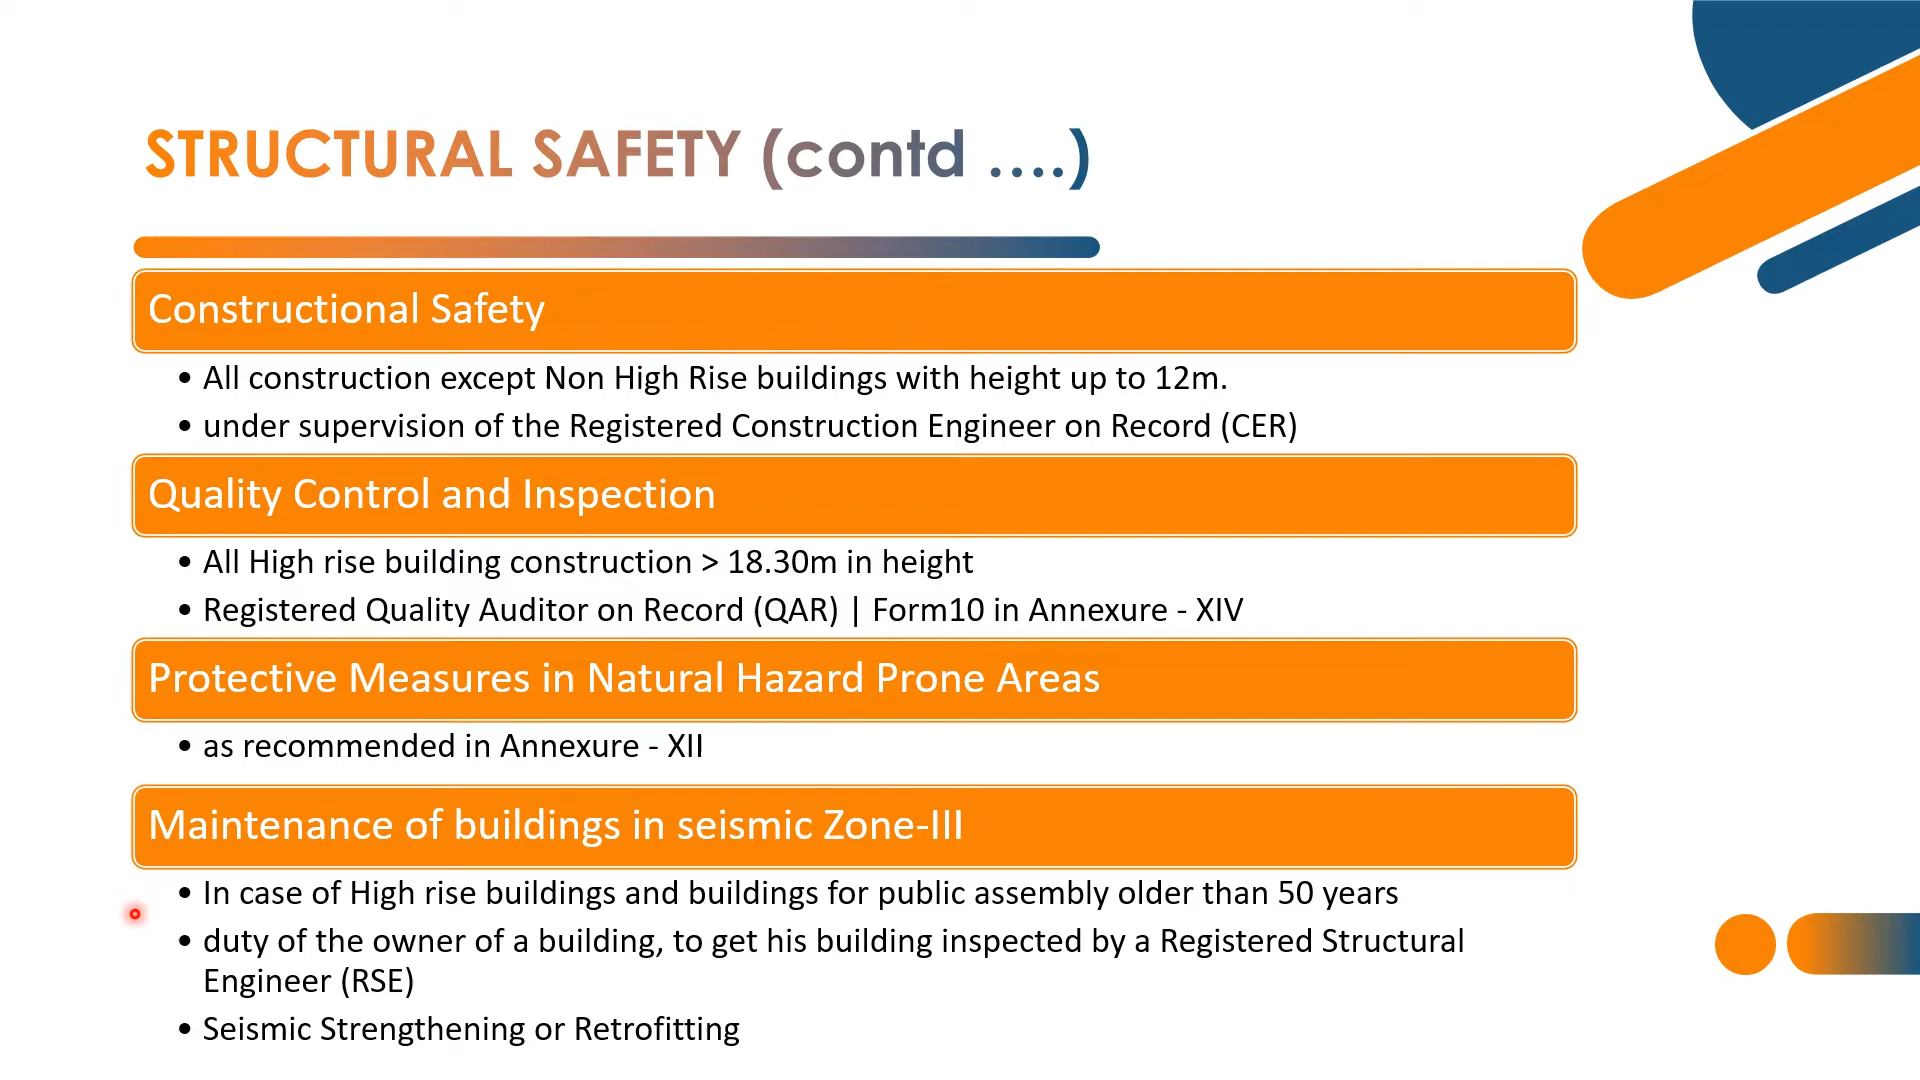 STRUCTURAL SAFETY (contd ....)
Constructional Safety
• All construction except Non High Rise buildings with height up to 12m.
• under supervision of the Registered Construction Engineer on Record (CER)
Quality Control and Inspection
• All High rise building construction > 18.30m in height
• Registered Quality Auditor on Record (QAR) | Form10 in Annexure - XIV
Protective Measures in Natural Hazard Prone Areas
• as recommended in Annexure - XII
Maintenance of buildings in seismic Zone-III
• In case of High rise buildings and buildings for public assembly older than 50 years
• duty of the owner of a building, to get his building inspected by a Registered Structural
Engineer (RSE)
• Seismic Strengthening or Retrofitting